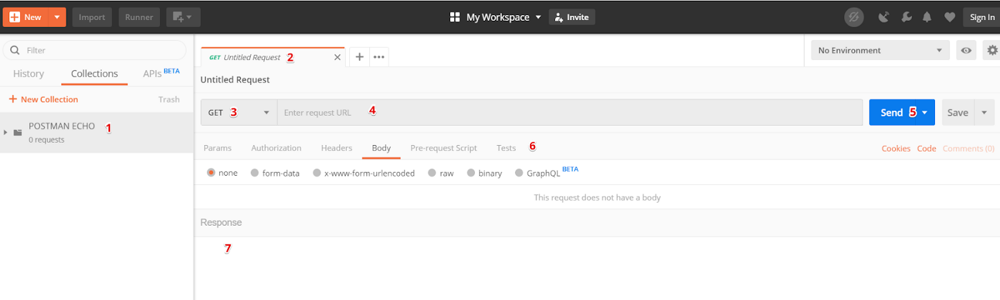 New Import Runner My Workspace Invite Sign In
Filter
GET Untitled Request 2
No Environment
History Collections APIs BETA
Untitled Request
+ New Collection Trash
GET 3 Enter request URL 4 Send 5 Save
POSTMAN ECHO 1
0 requests
Params Authorization Headers Body Pre-request Script Tests 6 Cookies Code Comments (0)
none form-data x-www-form-urlencoded raw binary GraphQL BETA
This request does not have a body
Response
7